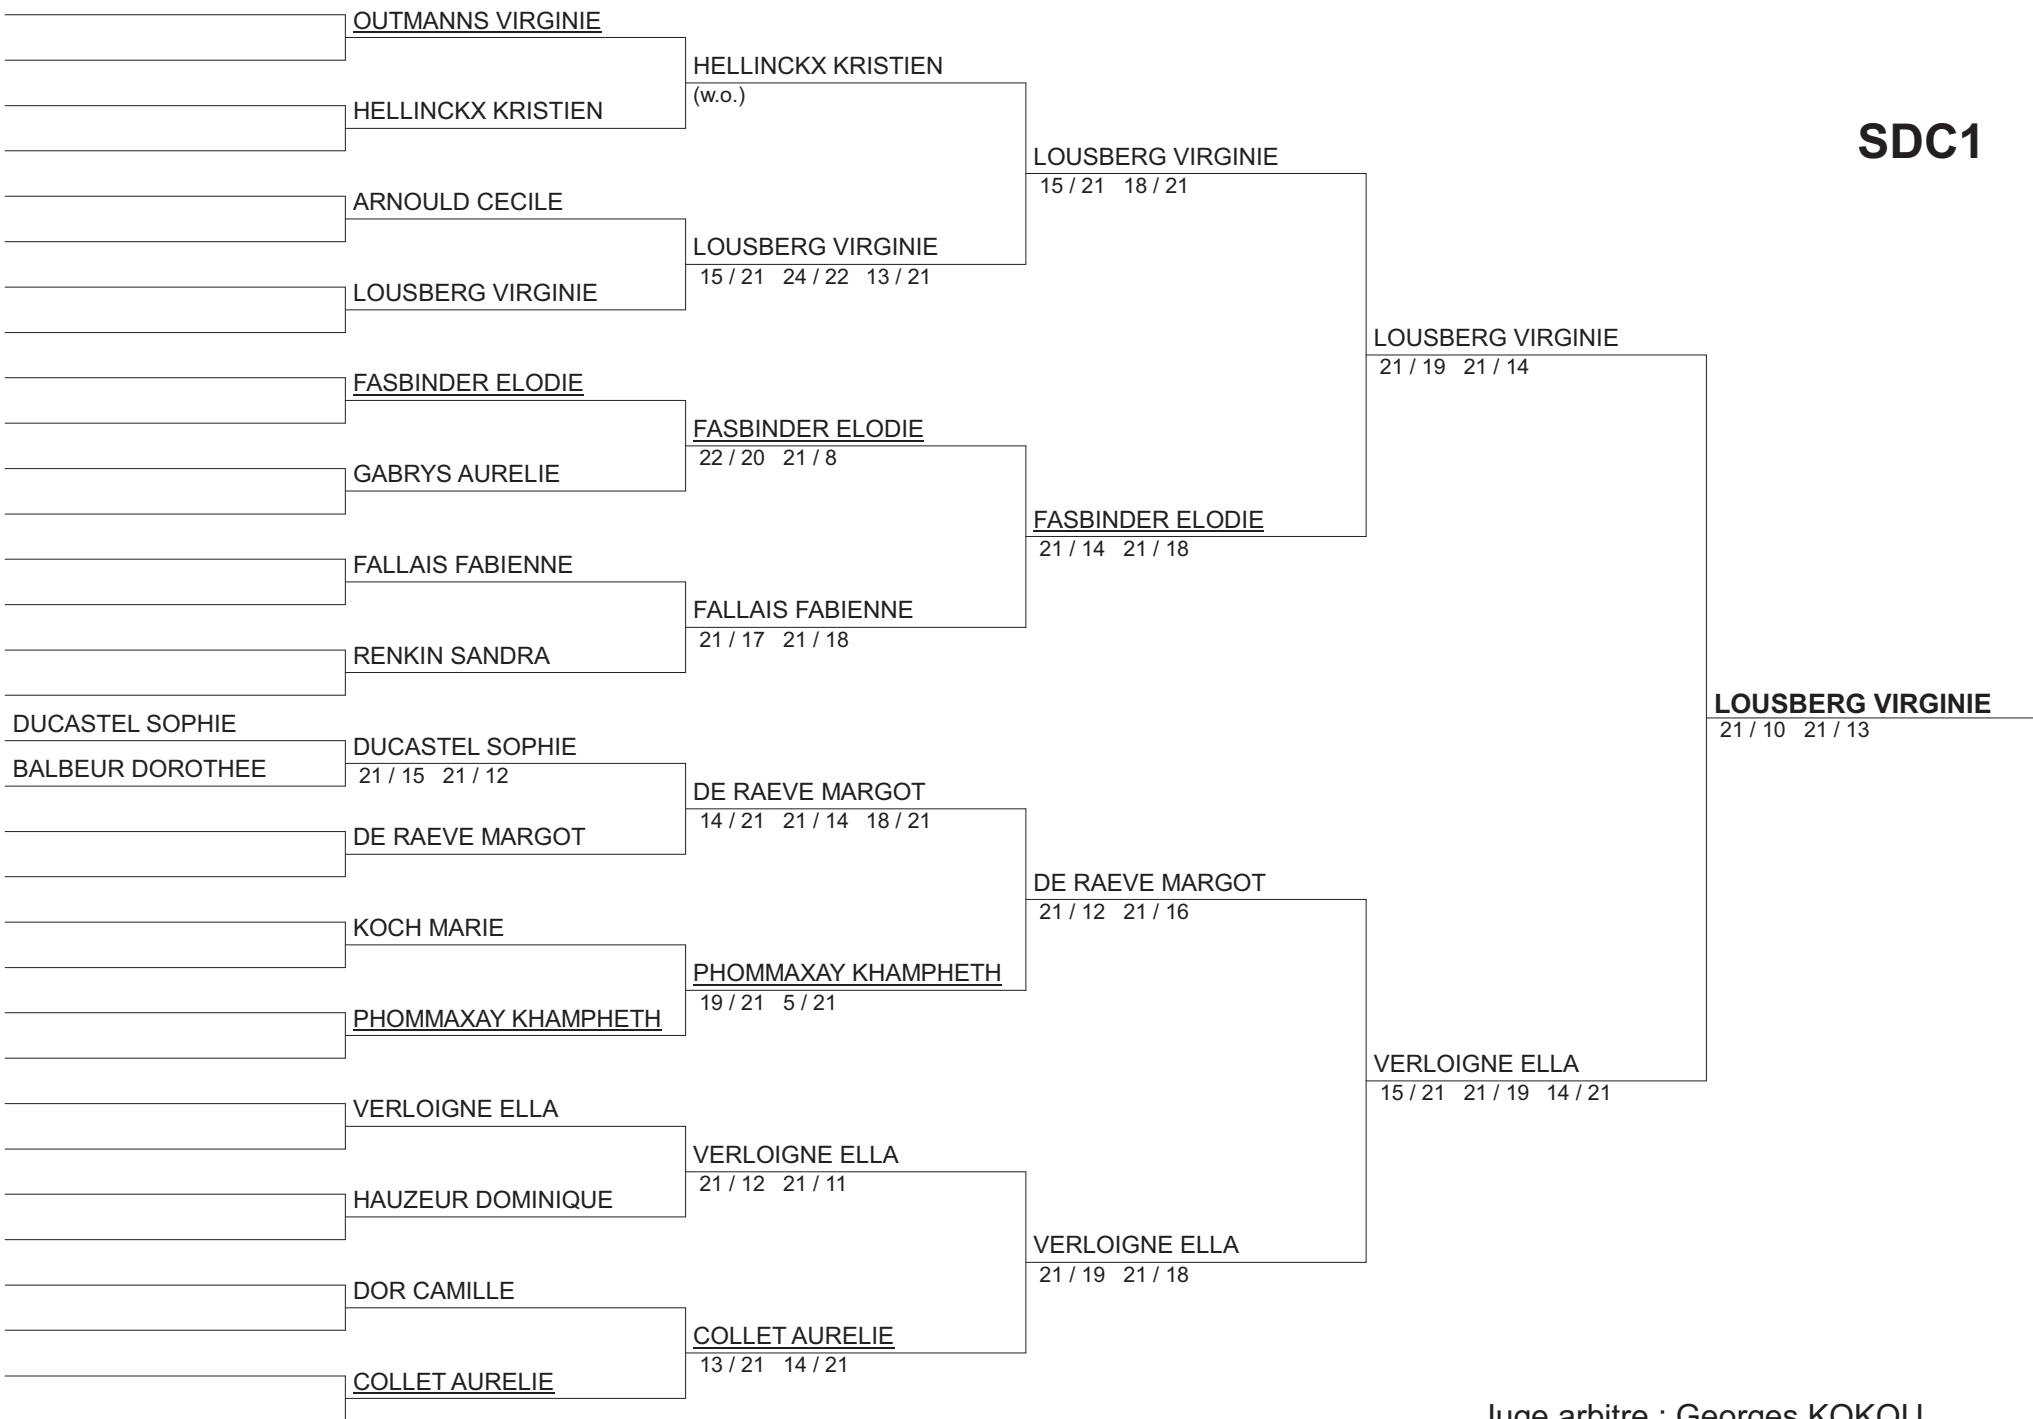 OUTMANNS VIRGINIE
HELLINCKX KRISTIEN
(w.o.)
HELLINCKX KRISTIEN
SDC1
LOUSBERG VIRGINIE
15 / 21 18 / 21
ARNOULD CECILE
LOUSBERG VIRGINIE
15 / 21 24 / 22 13 / 21
LOUSBERG VIRGINIE
LOUSBERG VIRGINIE
21 / 19 21 / 14
FASBINDER ELODIE
FASBINDER ELODIE
22 / 20 21 / 8
GABRYS AURELIE
FASBINDER ELODIE
21 / 14 21 / 18
FALLAIS FABIENNE
FALLAIS FABIENNE
21 / 17 21 / 18
RENKIN SANDRA
LOUSBERG VIRGINIE
21 / 10 21 / 13
DUCASTEL SOPHIE
BALBEUR DOROTHEE
DUCASTEL SOPHIE
21 / 15 21 / 12
DE RAEVE MARGOT
14 / 21 21 / 14 18 / 21
DE RAEVE MARGOT
DE RAEVE MARGOT
21 / 12 21 / 16
KOCH MARIE
PHOMMAXAY KHAMPHETH
19 / 21 5 / 21
PHOMMAXAY KHAMPHETH
VERLOIGNE ELLA
15 / 21 21 / 19 14 / 21
VERLOIGNE ELLA
VERLOIGNE ELLA
21 / 12 21 / 11
HAUZEUR DOMINIQUE
VERLOIGNE ELLA
21 / 19 21 / 18
DOR CAMILLE
COLLET AURELIE
13 / 21 14 / 21
COLLET AURELIE
Juge arbitre : Georges KOKOU